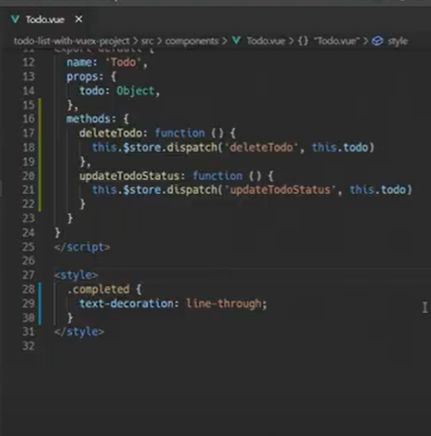 Todo.vue ×
todo-list-with-vuex-project > src > components > Todo.vue > {} "Todo.vue" > style
11 export default {
12 name: 'Todo',
13 props: {
14 todo: Object,
15 },
16 methods: {
17 deleteTodo: function () {
18 this.$store.dispatch('deleteTodo', this.todo)
19 },
20 updateTodoStatus: function () {
21 this.$store.dispatch('updateTodoStatus', this.todo)
22 }
23 }
24 }
25 </script>
26
27 <style>
28 .completed {
29 text-decoration: line-through;
30 }
31 </style>
32